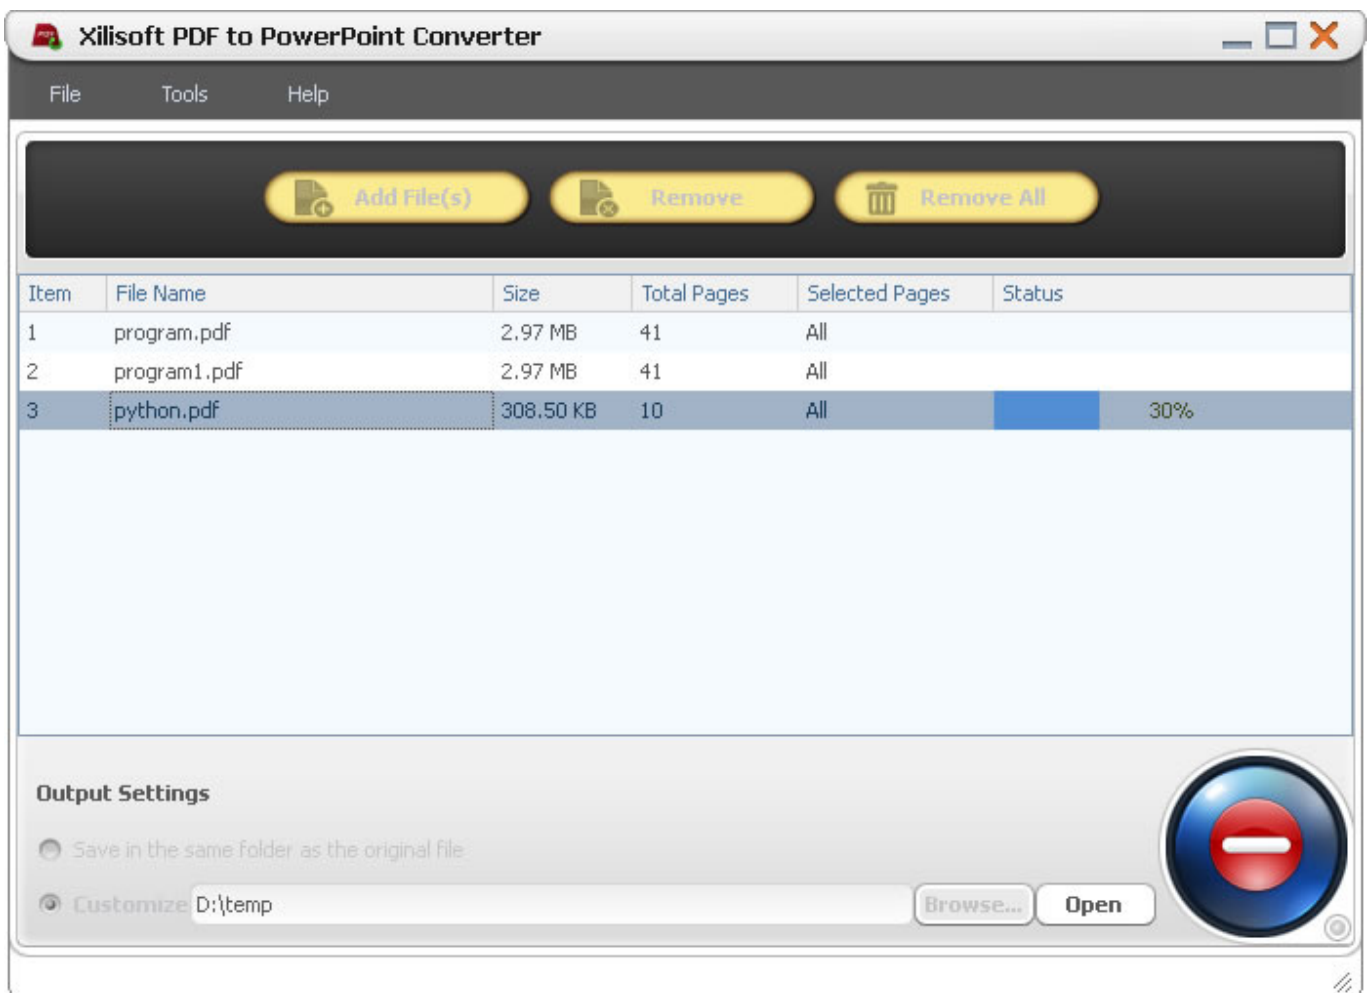 Xilisoft PDF to PowerPoint Converter
File Tools Help
Add File(s) Remove Remove All
Item File Name Size Total Pages Selected Pages Status
1 program.pdf 2.97 MB 41 All
2 program1.pdf 2.97 MB 41 All
3 python.pdf 308.50 KB 10 All 30%
Output Settings
Save in the same folder as the original file
Customize D:\temp Browse... Open